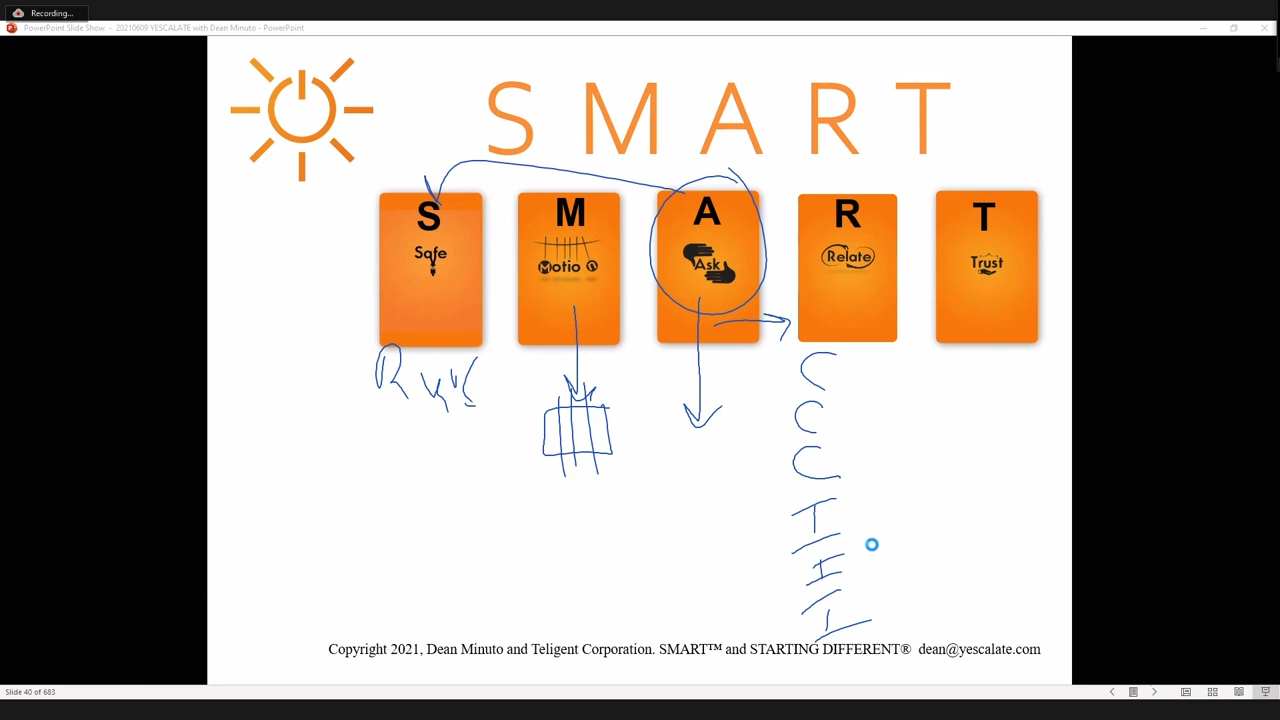 Recording...
PowerPoint Slide Show - 20210609 YESCALATE with Dean Minuto - PowerPoint
SMART
S M A R T
Safe Motion Ask Relate Trust
C
C
C
I
I
I
Copyright 2021, Dean Minuto and Teligent Corporation. SMART™ and STARTING DIFFERENT® dean@yescalate.com
Slide 40 of 683